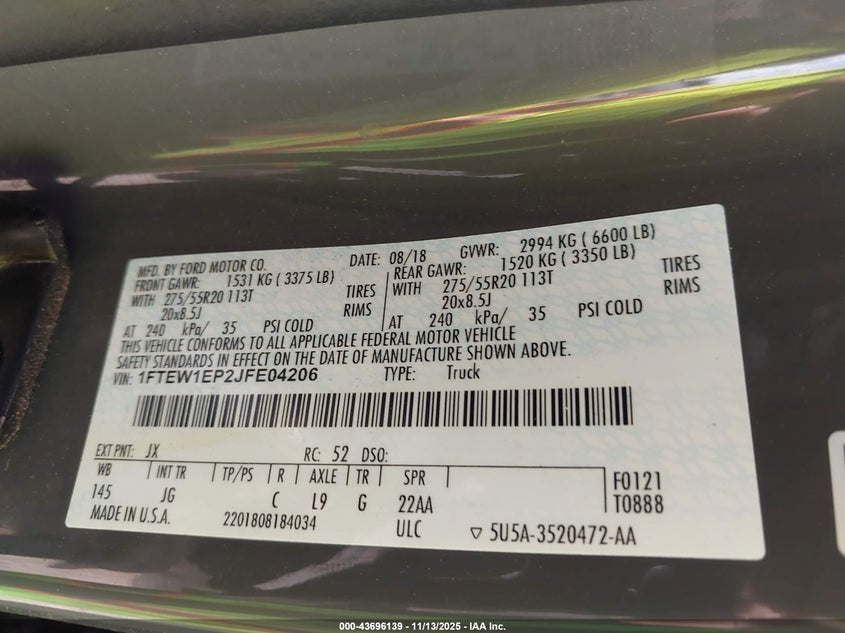 MFD. BY FORD MOTOR CO. DATE: 08/18 GVWR: 2994 KG ( 6600 LB)
FRONT GAWR: 1531 KG ( 3375 LB) REAR GAWR: 1520 KG ( 3350 LB)
WITH 275/55R20 113T TIRES WITH 275/55R20 113T TIRES
20x8.5J RIMS 20x8.5J RIMS
AT 240 kPa/ 35 PSI COLD AT 240 kPa/ 35 PSI COLD
THIS VEHICLE CONFORMS TO ALL APPLICABLE FEDERAL MOTOR VEHICLE
SAFETY STANDARDS IN EFFECT ON THE DATE OF MANUFACTURE SHOWN ABOVE.
VIN: 1FTEW1EP2JFE04206 TYPE: Truck
EXT PNT: JX RC: 52 DSO:
WB INT TR TP/PS R AXLE TR SPR F0121
145 JG C L9 G 22AA T0888
MADE IN U.S.A. 2201808184034 ULC ▽ 5U5A-3520472-AA
000-43696139 - 11/13/2025 - IAA Inc.